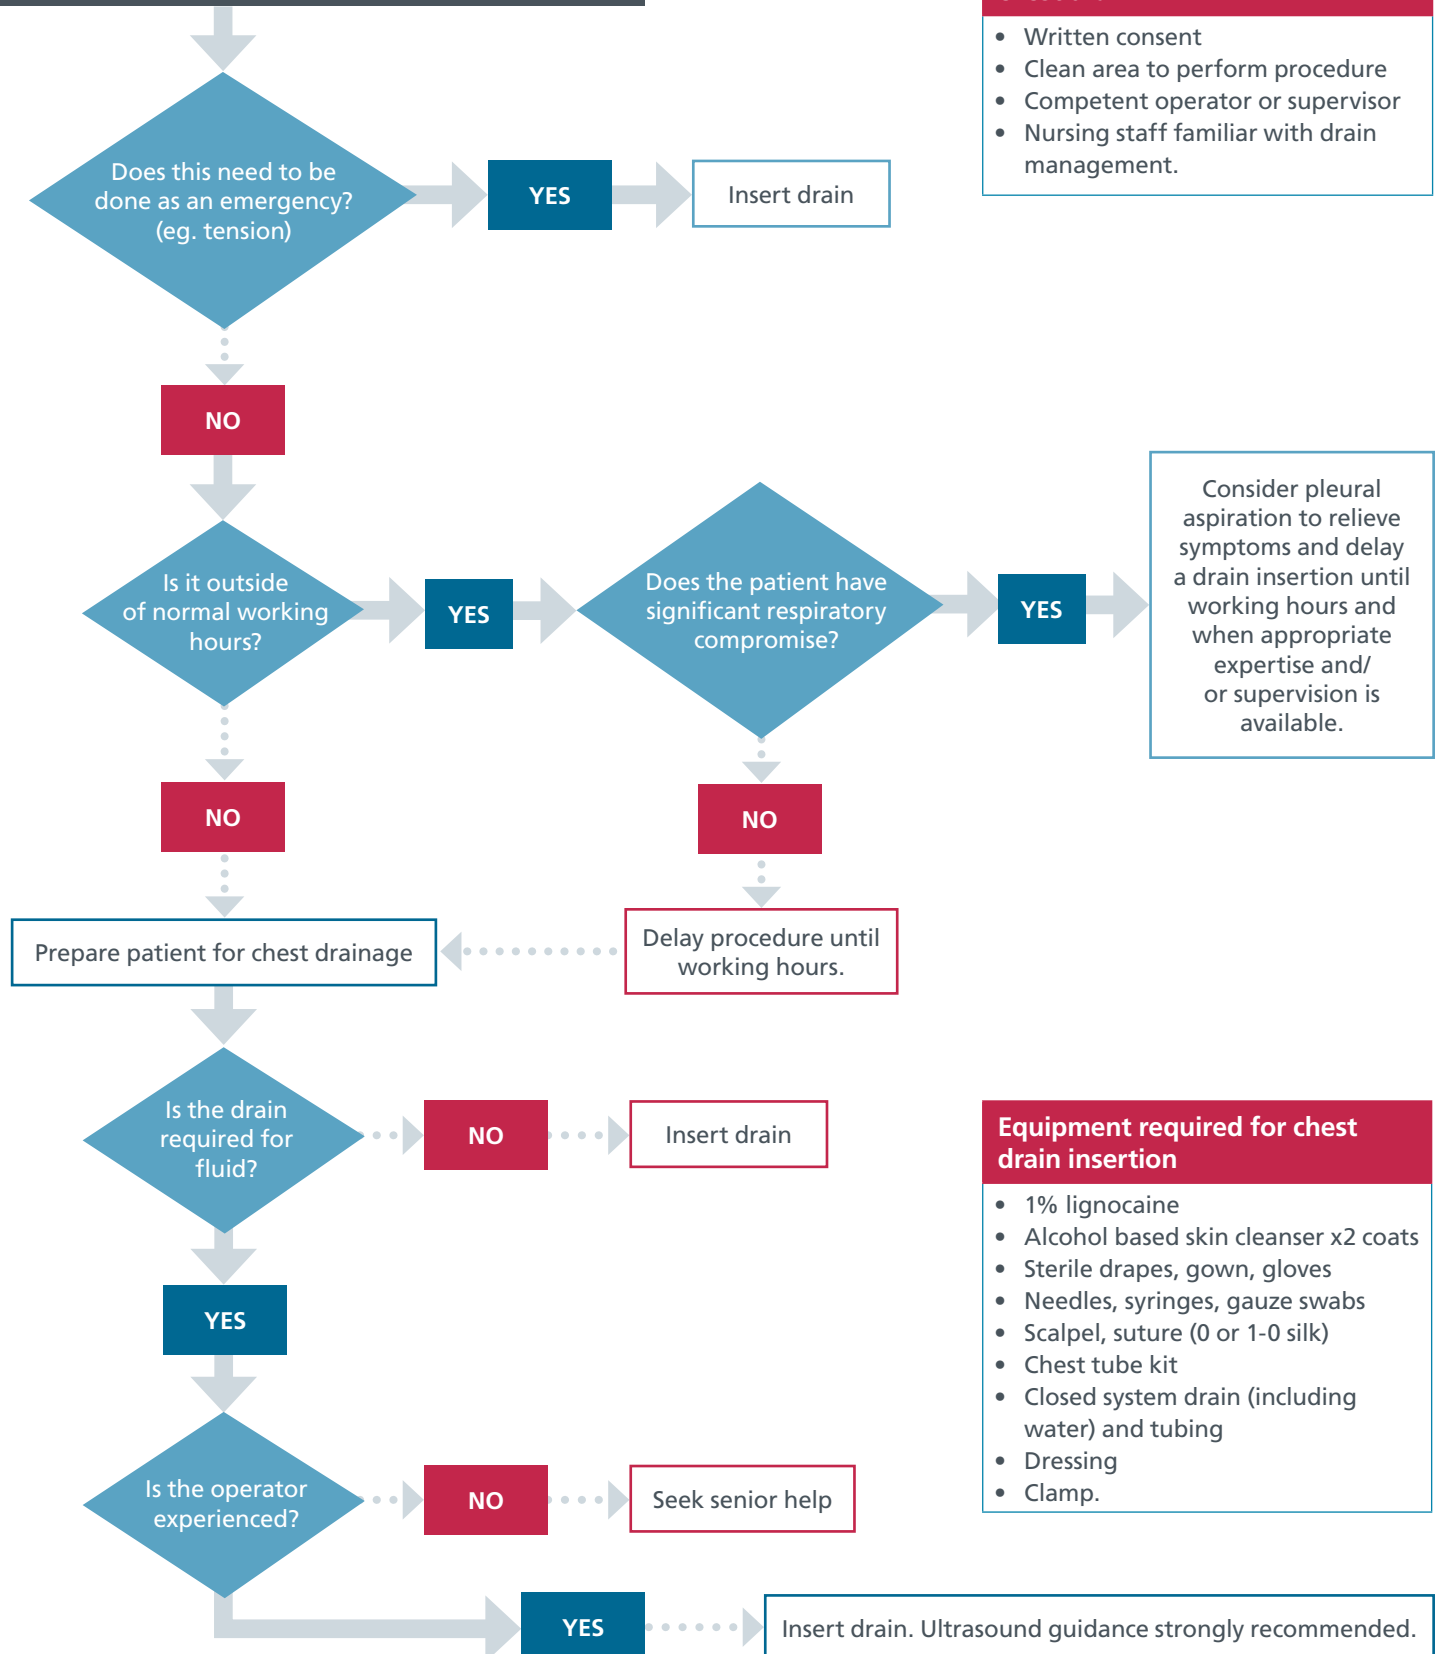 • Written consent
• Clean area to perform procedure
• Competent operator or supervisor
• Nursing staff familiar with drain
management.
Does this need to be
done as an emergency?
(eg. tension)
YES
Insert drain
NO
Is it outside
of normal working
hours?
YES
Does the patient have
significant respiratory
compromise?
YES
Consider pleural
aspiration to relieve
symptoms and delay
a drain insertion until
working hours and
when appropriate
expertise and/
or supervision is
available.
NO
NO
Prepare patient for chest drainage
Delay procedure until
working hours.
Is the drain
required for
fluid?
NO
Insert drain
YES
Is the operator
experienced?
NO
Seek senior help
YES
Insert drain. Ultrasound guidance strongly recommended.
Equipment required for chest
drain insertion
• 1% lignocaine
• Alcohol based skin cleanser x2 coats
• Sterile drapes, gown, gloves
• Needles, syringes, gauze swabs
• Scalpel, suture (0 or 1-0 silk)
• Chest tube kit
• Closed system drain (including
water) and tubing
• Dressing
• Clamp.